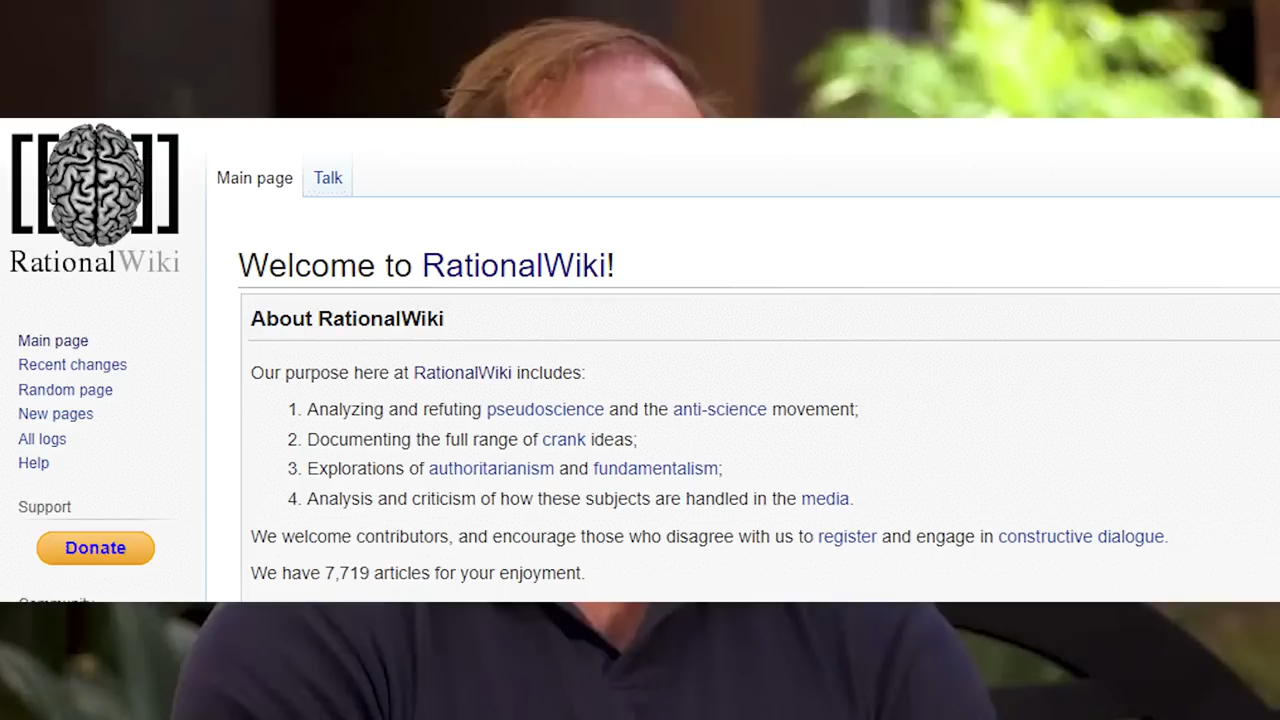 Main page
Talk
RationalWiki
Welcome to RationalWiki!
About RationalWiki
Our purpose here at RationalWiki includes:
1. Analyzing and refuting pseudoscience and the anti-science movement;
2. Documenting the full range of crank ideas;
3. Explorations of authoritarianism and fundamentalism;
4. Analysis and criticism of how these subjects are handled in the media.
We welcome contributors, and encourage those who disagree with us to register and engage in constructive dialogue.
We have 7,719 articles for your enjoyment.
Main page
Recent changes
Random page
New pages
All logs
Help
Support
Donate